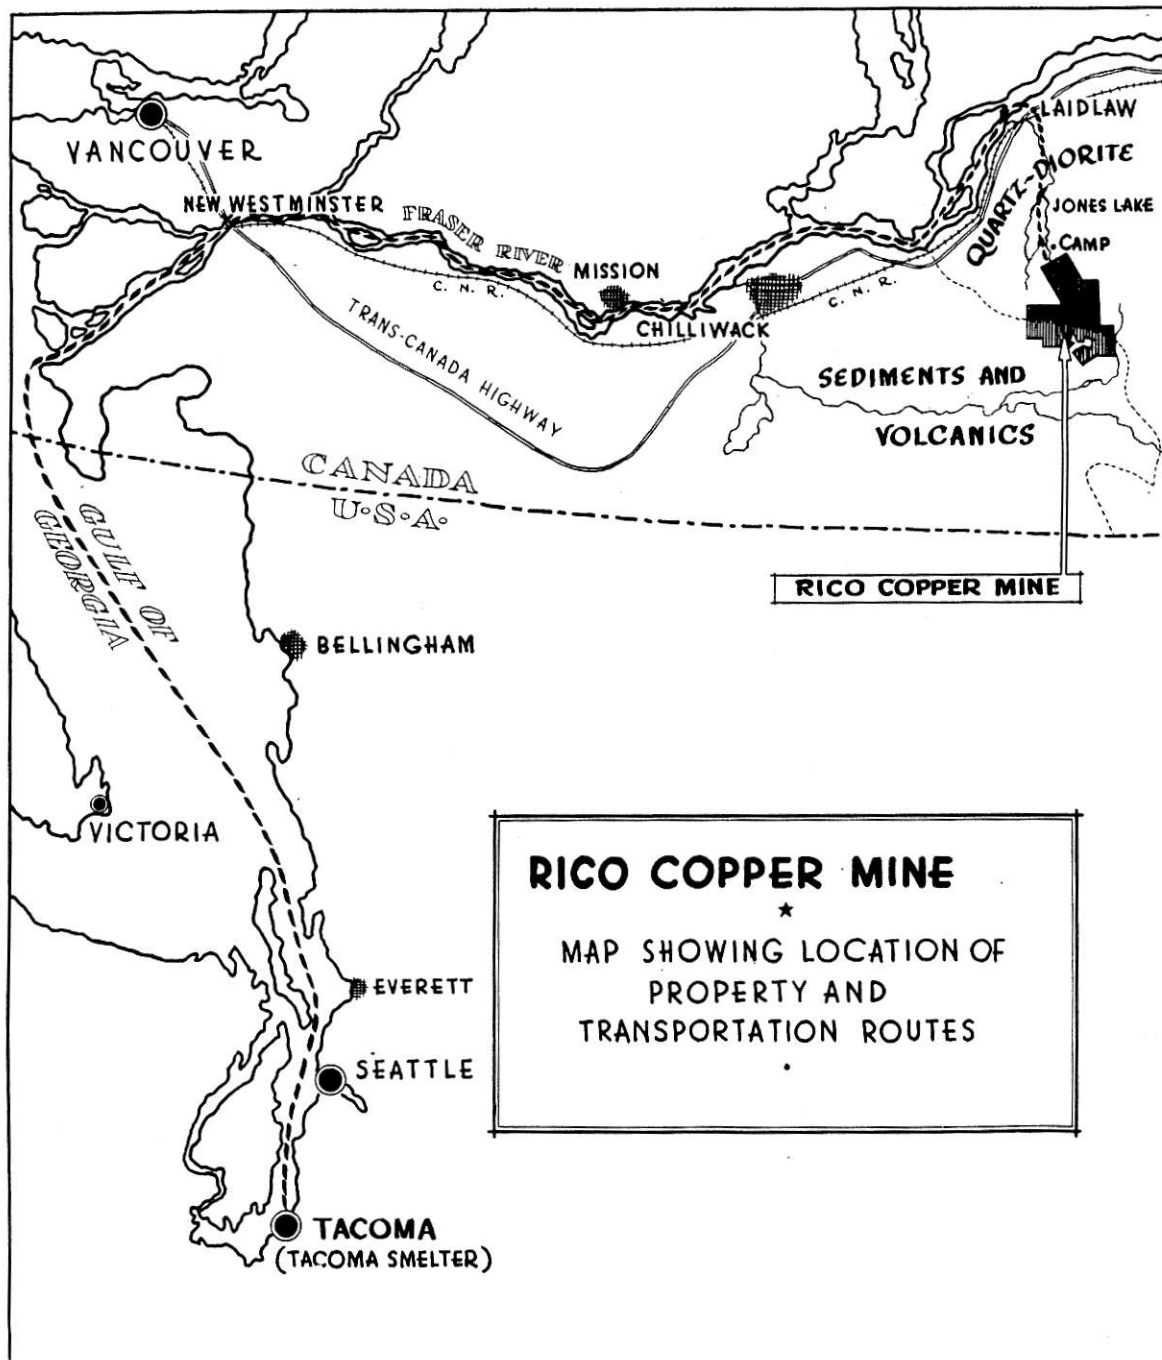 LAIDLAW
VANCOUVER
QUARTZ-DIORITE
NEW WESTMINSTER
JONES LAKE
FRASER RIVER
CAMP
MISSION
C. N. R.
C. N. R.
TRANS-CANADA HIGHWAY
CHILLIWACK
SEDIMENTS AND
VOLCANICS
CANADA
U.S.A.
GULF OF
GEORGIA
RICO COPPER MINE
BELLINGHAM
VICTORIA
RICO COPPER MINE
MAP SHOWING LOCATION OF
PROPERTY AND
TRANSPORTATION ROUTES
EVERETT
SEATTLE
TACOMA
(TACOMA SMELTER)